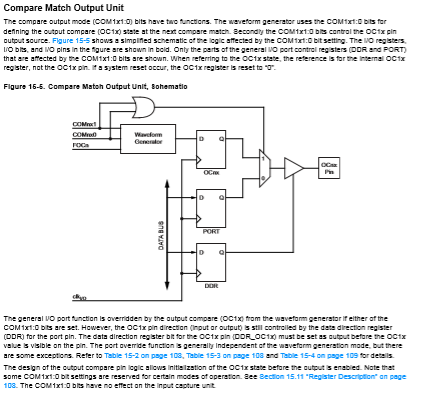 Compare Match Output Unit
The compare output mode (COM1x1:0) bits have two functions. The waveform generator uses the COM1x1:0 bits for
defining the output compare (OC1x) state at the next compare match. Secondly the COM1x1:0 bits control the OC1x pin
output source. Figure 15-5 shows a simplified schematic of the logic affected by the COM1x1:0 bit setting. The I/O registers,
I/O bits, and I/O pins in the figure are shown in bold. Only the parts of the general I/O port control registers (DDR and PORT)
that are affected by the COM1x1:0 bits are shown. When referring to the OC1x state, the reference is for the internal OC1x
register, not the OC1x pin. If a system reset occur, the OC1x register is reset to "0".
Figure 15-5. Compare Match Output Unit, Schematic
COMnx1
COMnx0
FOCn
Waveform
Generator
D Q
OCnx
1
0
OCnx
Pin
D Q
PORT
D Q
DDR
DATA BUS
clkI/O
The general I/O port function is overridden by the output compare (OC1x) from the waveform generator if either of the
COM1x1:0 bits are set. However, the OC1x pin direction (input or output) is still controlled by the data direction register
(DDR) for the port pin. The data direction register bit for the OC1x pin (DDR_OC1x) must be set as output before the OC1x
value is visible on the pin. The port override function is generally independent of the waveform generation mode, but there
are some exceptions. Refer to Table 15-2 on page 108, Table 15-3 on page 108 and Table 15-4 on page 109 for details.
The design of the output compare pin logic allows initialization of the OC1x state before the output is enabled. Note that
some COM1x1:0 bit settings are reserved for certain modes of operation. See Section 15.11 "Register Description" on page
108. The COM1x1:0 bits have no effect on the input capture unit.